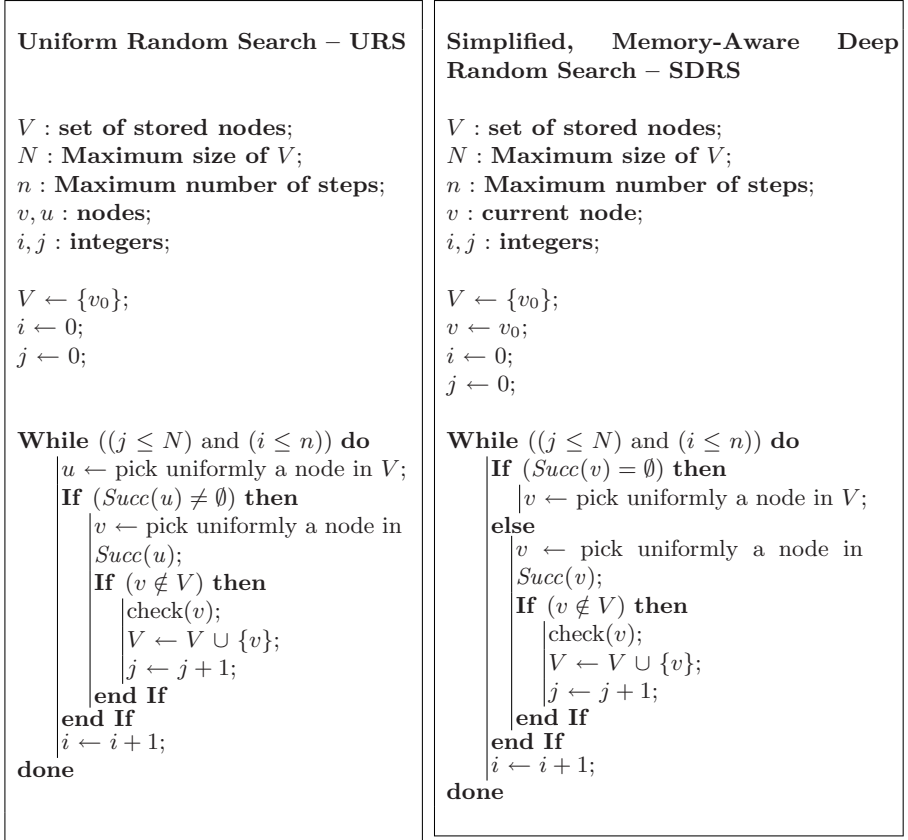 Uniform Random Search – URS
V : set of stored nodes;
N : Maximum size of V;
n : Maximum number of steps;
v, u : nodes;
i, j : integers;
V ← {v₀};
i ← 0;
j ← 0;
While ((j ≤ N) and (i ≤ n)) do
u ← pick uniformly a node in V;
If (Succ(u) ≠ ∅) then
v ← pick uniformly a node in
Succ(u);
If (v ∉ V) then
check(v);
V ← V ∪ {v};
j ← j + 1;
end If
end If
i ← i + 1;
done
Simplified, Memory-Aware Deep
Random Search – SDRS
V : set of stored nodes;
N : Maximum size of V;
n : Maximum number of steps;
v : current node;
i, j : integers;
V ← {v₀};
v ← v₀;
i ← 0;
j ← 0;
While ((j ≤ N) and (i ≤ n)) do
If (Succ(v) = ∅) then
v ← pick uniformly a node in V;
else
v ← pick uniformly a node in
Succ(v);
If (v ∉ V) then
check(v);
V ← V ∪ {v};
j ← j + 1;
end If
end If
i ← i + 1;
done